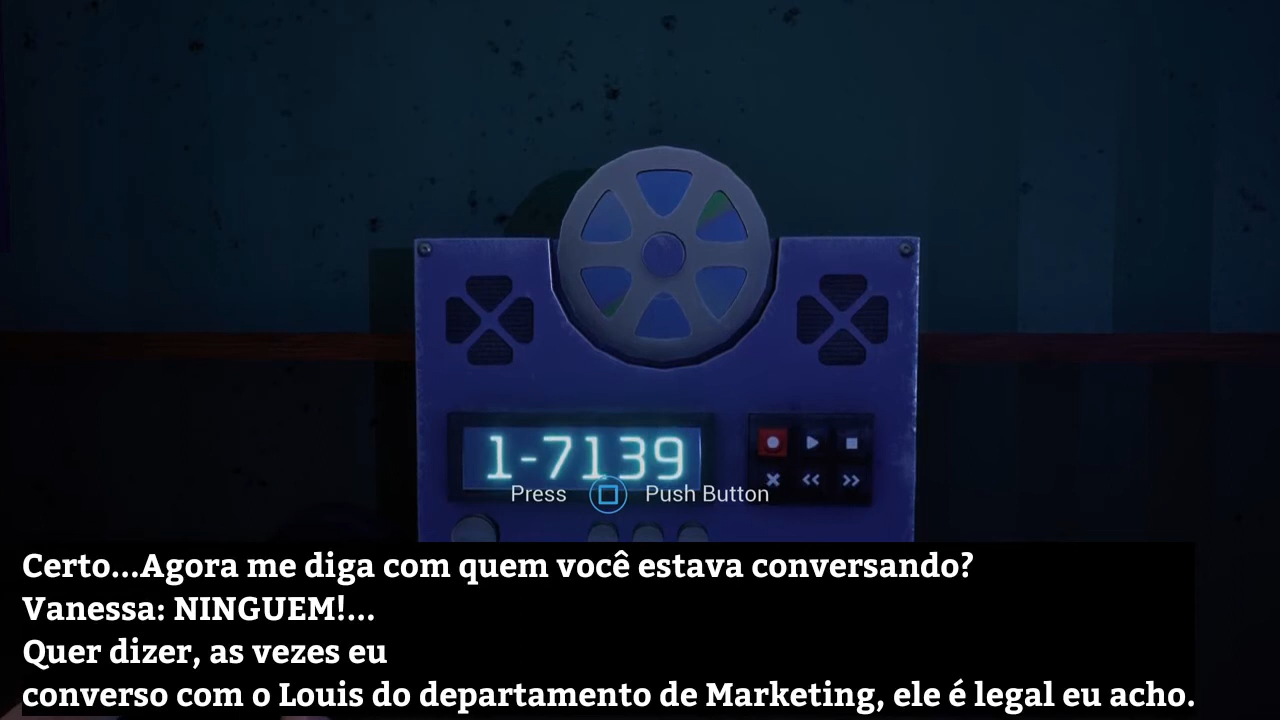 1-7139
Press Push Button
Certo...Agora me diga com quem você estava conversando?
Vanessa: NINGUEM!...
Quer dizer, as vezes eu
converso com o Louis do departamento de Marketing, ele é legal eu acho.